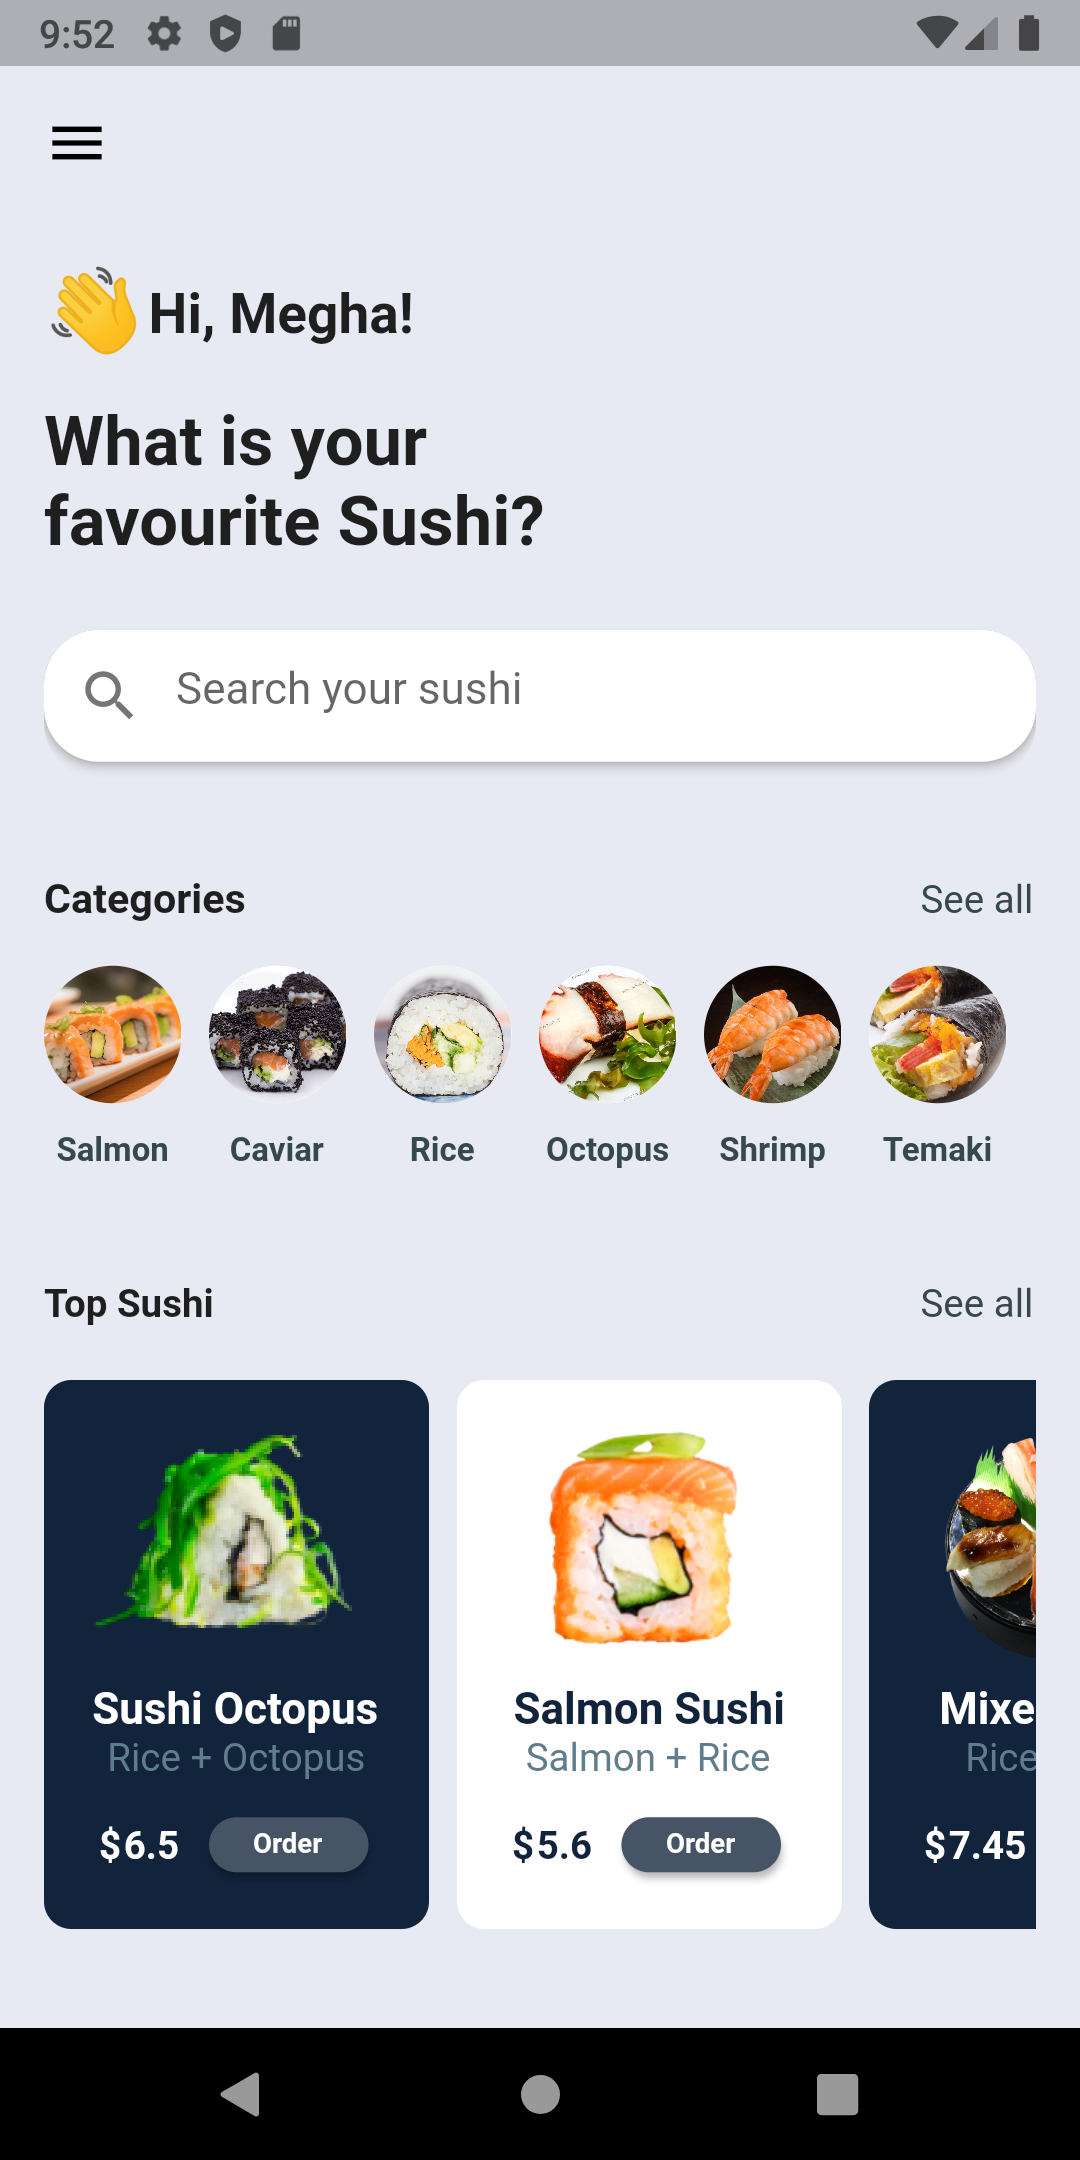 9:52
Hi, Megha!
What is your
favourite Sushi?
Search your sushi
Categories
See all
Salmon
Caviar
Rice
Octopus
Shrimp
Temaki
Top Sushi
See all
Sushi Octopus
Rice + Octopus
$6.5
Order
Salmon Sushi
Salmon + Rice
$5.6
Order
Mixe
Rice
$7.45